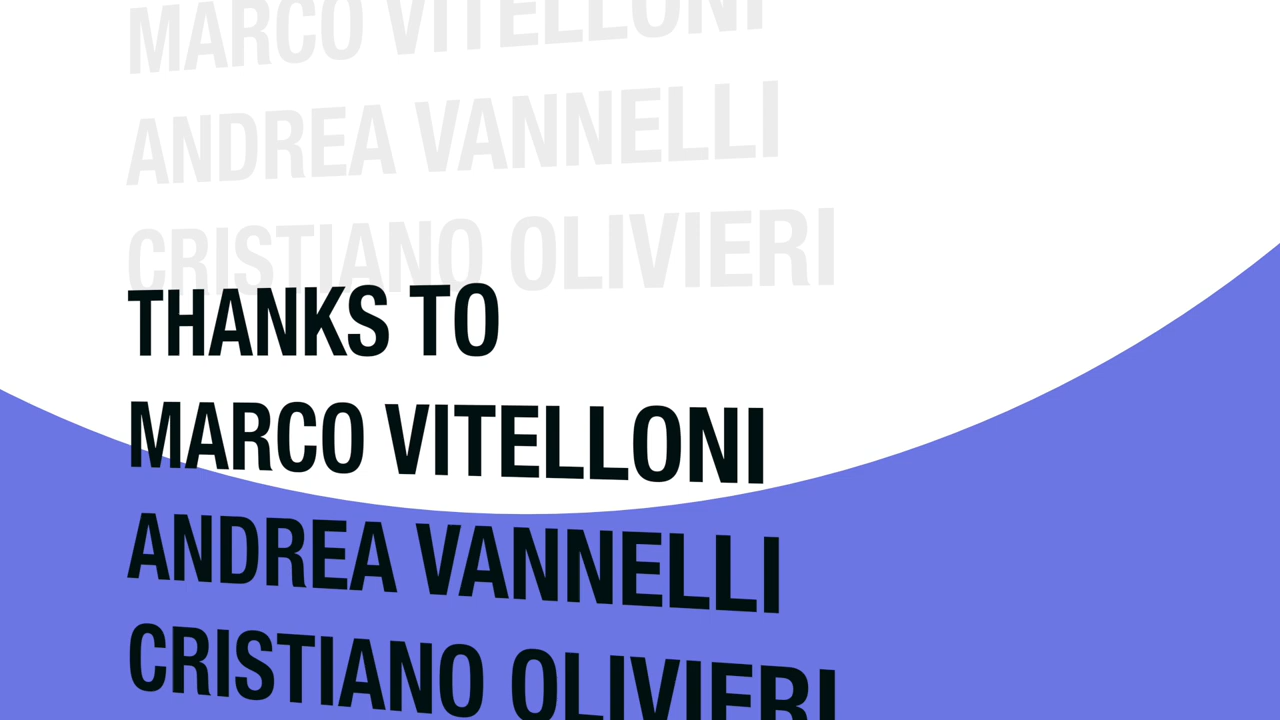 MARCO VITELLONI
ANDREA VANNELLI
CRISTIANO OLIVIERI
THANKS TO
MARCO VITELLONI
ANDREA VANNELLI
CRISTIANO OLIVIERI